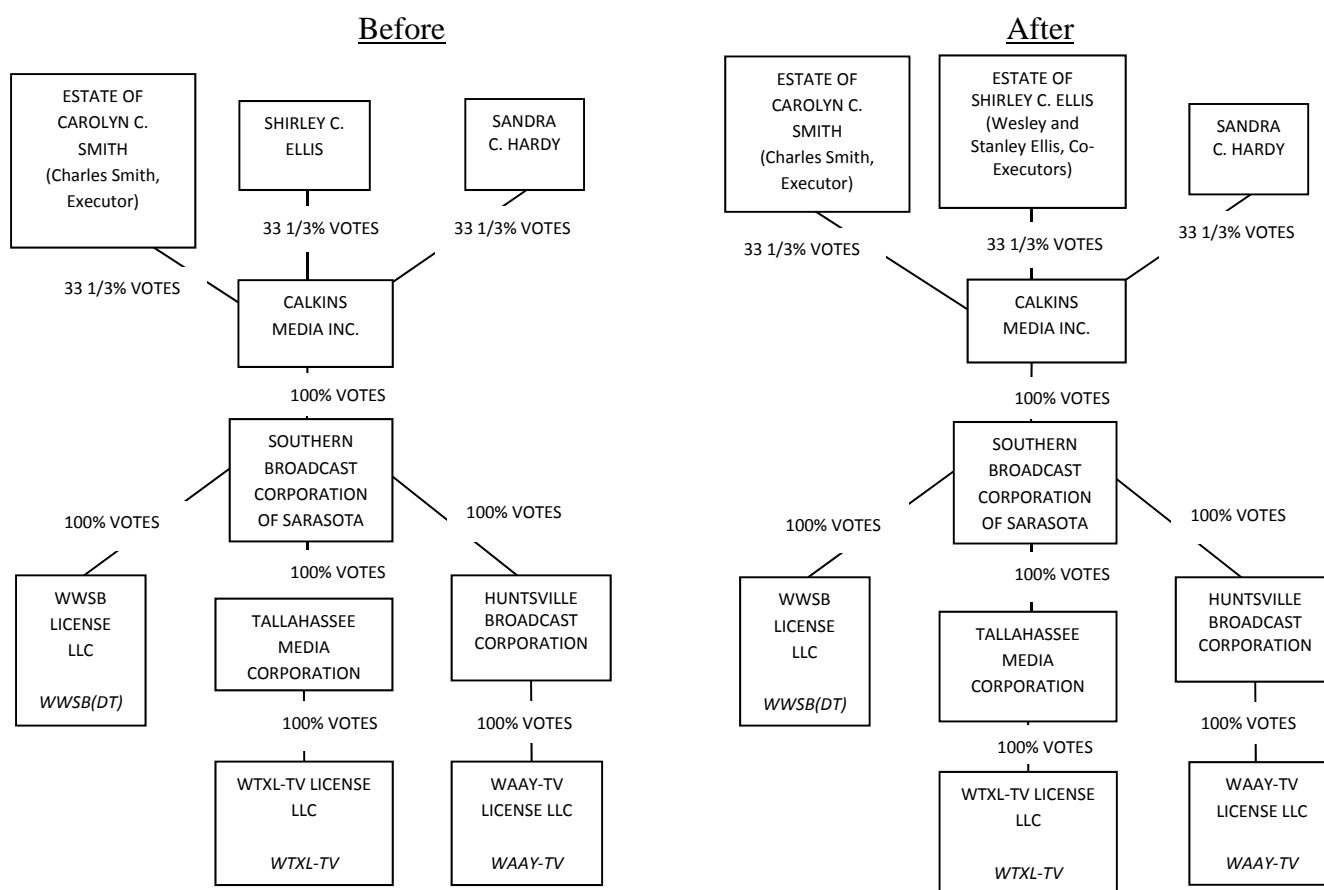 Before
ESTATE OF
CAROLYN C.
SMITH
(Charles Smith,
Executor)
SHIRLEY C.
ELLIS
SANDRA
C. HARDY
33 1/3% VOTES
33 1/3% VOTES
33 1/3% VOTES
CALKINS
MEDIA INC.
100% VOTES
SOUTHERN
BROADCAST
CORPORATION
OF SARASOTA
100% VOTES
100% VOTES
100% VOTES
WWSB
LICENSE
LLC
WWSB(DT)
TALLAHASSEE
MEDIA
CORPORATION
HUNTSVILLE
BROADCAST
CORPORATION
100% VOTES
100% VOTES
WTXL-TV LICENSE
LLC
WTXL-TV
WAAY-TV
LICENSE LLC
WAAY-TV
After
ESTATE OF
CAROLYN C.
SMITH
(Charles Smith,
Executor)
ESTATE OF
SHIRLEY C. ELLIS
(Wesley and
Stanley Ellis, Co-
Executors)
SANDRA
C. HARDY
33 1/3% VOTES
33 1/3% VOTES
33 1/3% VOTES
CALKINS
MEDIA INC.
100% VOTES
SOUTHERN
BROADCAST
CORPORATION
OF SARASOTA
100% VOTES
100% VOTES
100% VOTES
WWSB
LICENSE
LLC
WWSB(DT)
TALLAHASSEE
MEDIA
CORPORATION
HUNTSVILLE
BROADCAST
CORPORATION
100% VOTES
100% VOTES
WTXL-TV LICENSE
LLC
WTXL-TV
WAAY-TV
LICENSE LLC
WAAY-TV